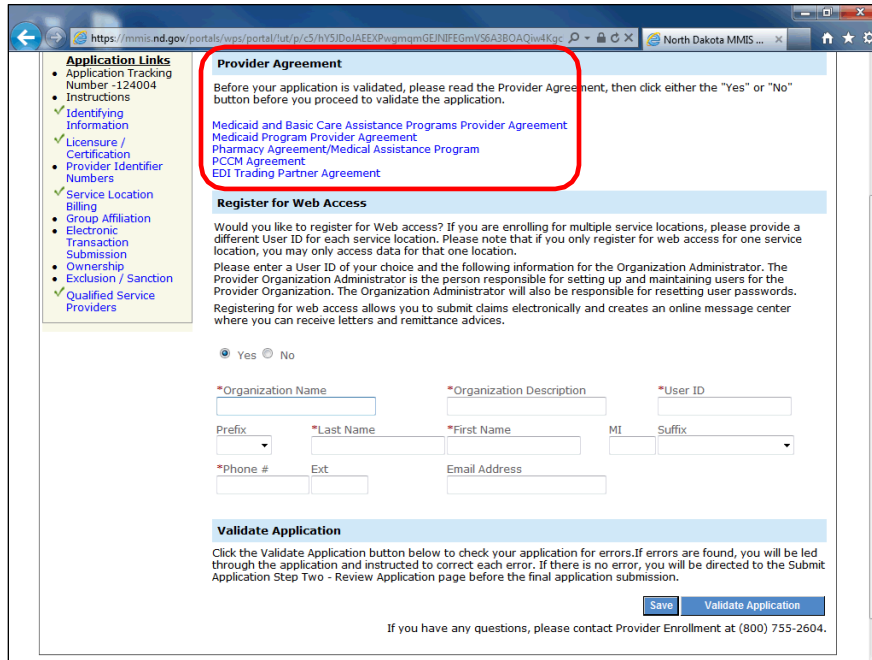 https://mmis.nd.gov/portals/wps/portal/lut/p/c5/hY5JDoJAEEXPwgmqmGEJNIFEGmVS6A3BOAQiw4Kgc
North Dakota MMIS ...
Application Links
Application Tracking
Number -124004
Instructions
Identifying
Information
Licensure /
Certification
Provider Identifier
Numbers
Service Location
Billing
Group Affiliation
Electronic
Transaction
Submission
Ownership
Exclusion / Sanction
Qualified Service
Providers
Provider Agreement
Before your application is validated, please read the Provider Agreement, then click either the "Yes" or "No"
button before you proceed to validate the application.
Medicaid and Basic Care Assistance Programs Provider Agreement
Medicaid Program Provider Agreement
Pharmacy Agreement/Medical Assistance Program
PCCM Agreement
EDI Trading Partner Agreement
Register for Web Access
Would you like to register for Web access? If you are enrolling for multiple service locations, please provide a
different User ID for each service location. Please note that if you only register for web access for one service
location, you may only access data for that one location.
Please enter a User ID of your choice and the following information for the Organization Administrator. The
Provider Organization Administrator is the person responsible for setting up and maintaining users for the
Provider Organization. The Organization Administrator will also be responsible for resetting user passwords.
Registering for web access allows you to submit claims electronically and creates an online message center
where you can receive letters and remittance advices.
Yes No
*Organization Name *Organization Description *User ID
Prefix *Last Name *First Name MI Suffix
*Phone # Ext Email Address
Validate Application
Click the Validate Application button below to check your application for errors.If errors are found, you will be led
through the application and instructed to correct each error. If there is no error, you will be directed to the Submit
Application Step Two - Review Application page before the final application submission.
Save Validate Application
If you have any questions, please contact Provider Enrollment at (800) 755-2604.